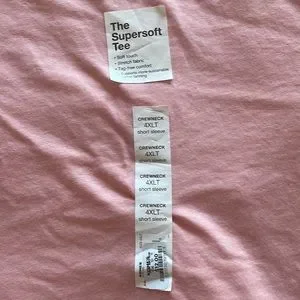 The
Supersoft
Tee
• Soft touch
• Stretch fabric
• Tag-free comfort
CREWNECK
4XLT
short sleeve
CREWNECK
4XLT
short sleeve
CREWNECK
4XLT
short sleeve
CREWNECK
4XLT
short sleeve